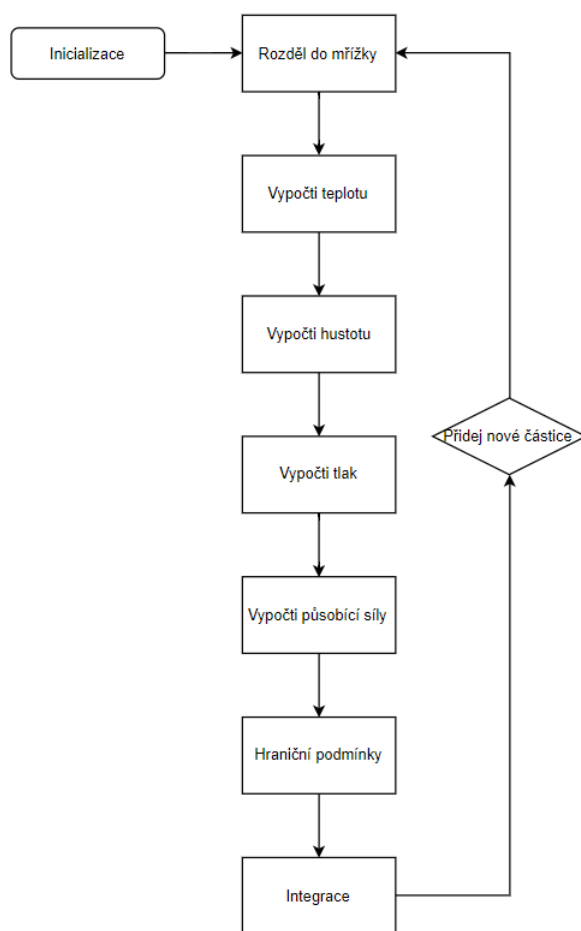 Inicializace
Rozděl do mřížky
Vypočti teplotu
Vypočti hustotu
Přidej nové částice
Vypočti tlak
Vypočti působící síly
Hraniční podmínky
Integrace